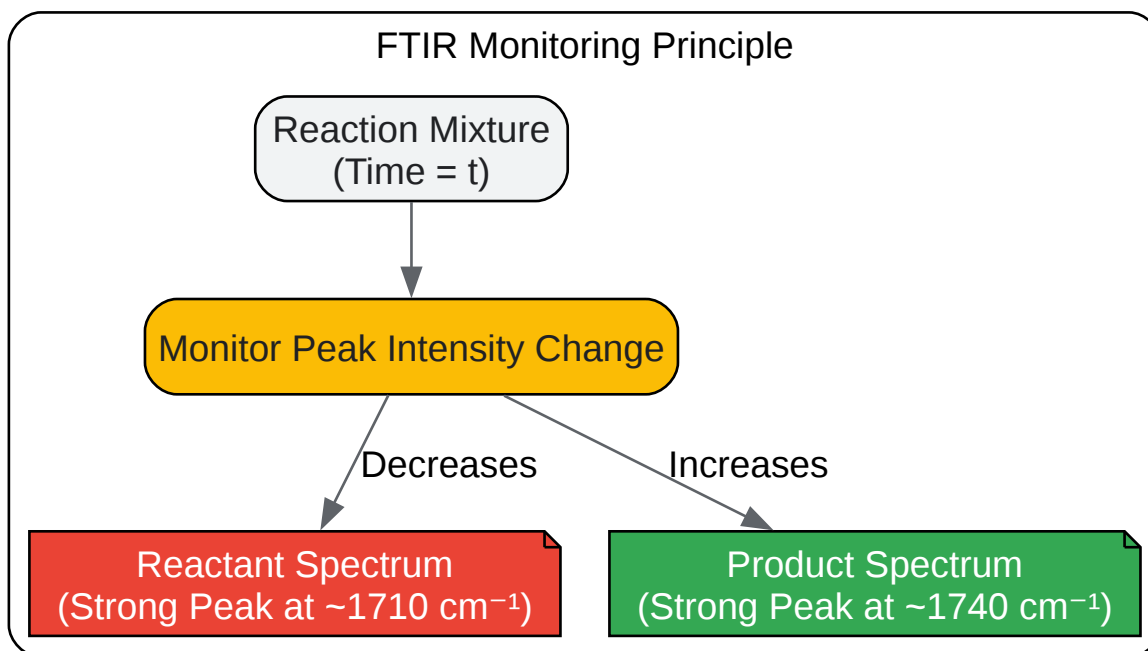 FTIR Monitoring Principle
Reaction Mixture
(Time = t)
Monitor Peak Intensity Change
Decreases
Increases
Reactant Spectrum
(Strong Peak at ~1710 cm⁻¹)
Product Spectrum
(Strong Peak at ~1740 cm⁻¹)